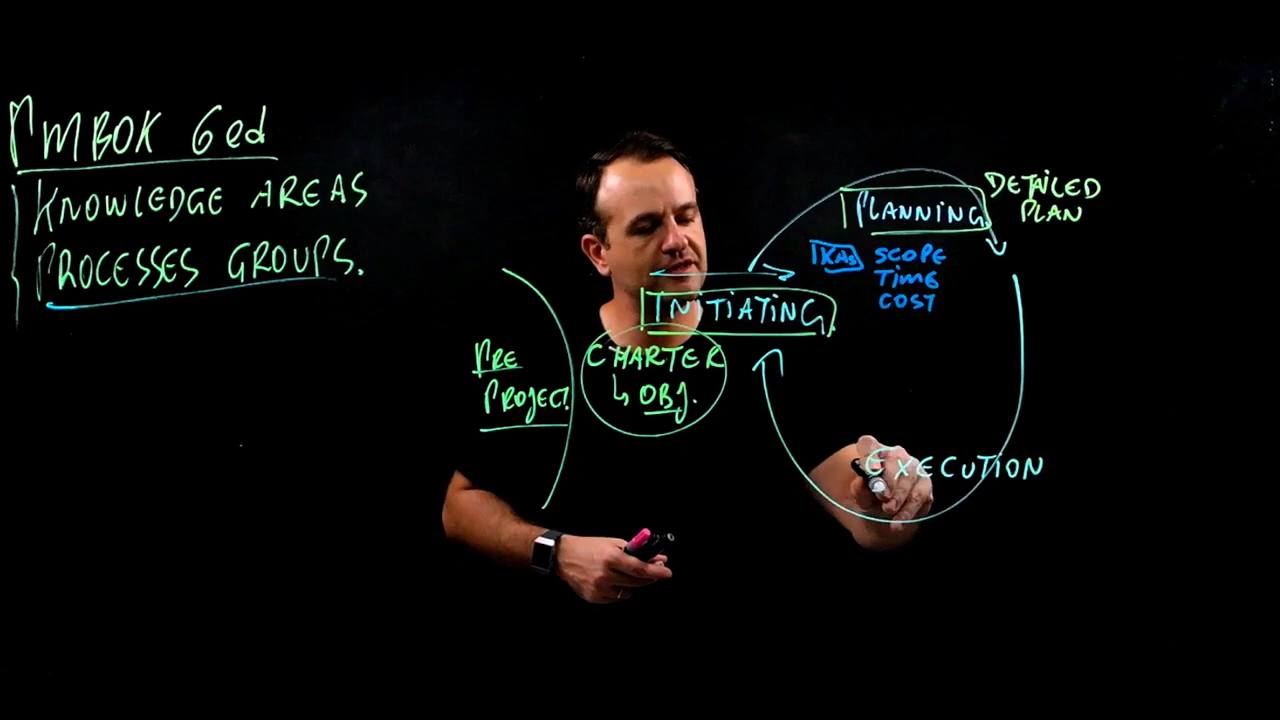 PMBOK 6ed
KNOWLEDGE AREAS
PROCESSES GROUPS.
PRE
PROJECT.
INITIATING
CHARTER
↳ OBJ.
PLANNING
DETAILED
PLAN
KAs
SCOPE
TIME
COST
EXECUTION